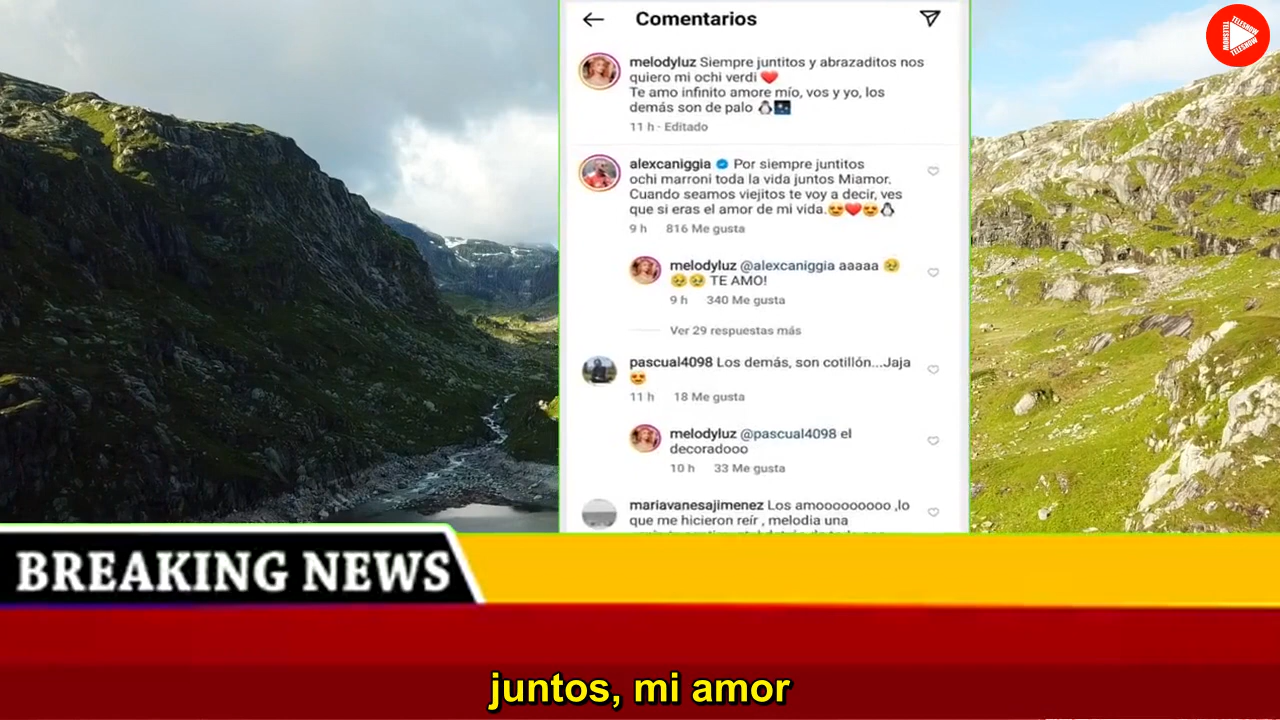 Comentarios
TELESHOW
TELESHOW
TELESHOW
melodyluz Siempre juntitos y abrazaditos nos
quiero mi ochi verdi ❤️
Te amo infinito amore mío, vos y yo, los
demás son de palo 🐧🌌
11 h · Editado
alexcaniggia Por siempre juntitos
ochi marroni toda la vida juntos Miamor.
Cuando seamos viejitos te voy a decir, ves
que si eras el amor de mi vida.😍❤️😍🐧
9 h 816 Me gusta
melodyluz @alexcaniggia aaaaa 🥹
🥹🥹 TE AMO!
9 h 340 Me gusta
Ver 29 respuestas más
pascual4098 Los demás, son cotillón...Jaja
😍
11 h 18 Me gusta
melodyluz @pascual4098 el
decoradooo
10 h 33 Me gusta
mariavanesajimenez Los amooooooooo ,lo
que me hicieron reír , melodia una
BREAKING NEWS
juntos, mi amor